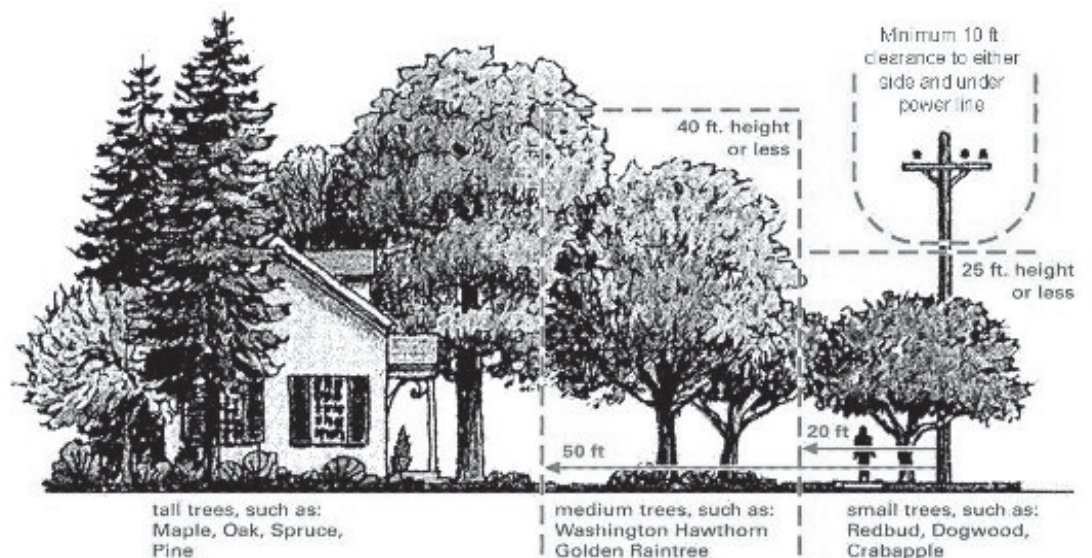 Minimum 10 ft.
clearance to either
side and under
power line
40 ft. height
or less
25 ft. height
or less
20 ft
50 ft
tall trees, such as:
Maple, Oak, Spruce,
Pine
medium trees, such as:
Washington Hawthorn
Golden Raintree
small trees, such as:
Redbud, Dogwood,
Crabapple